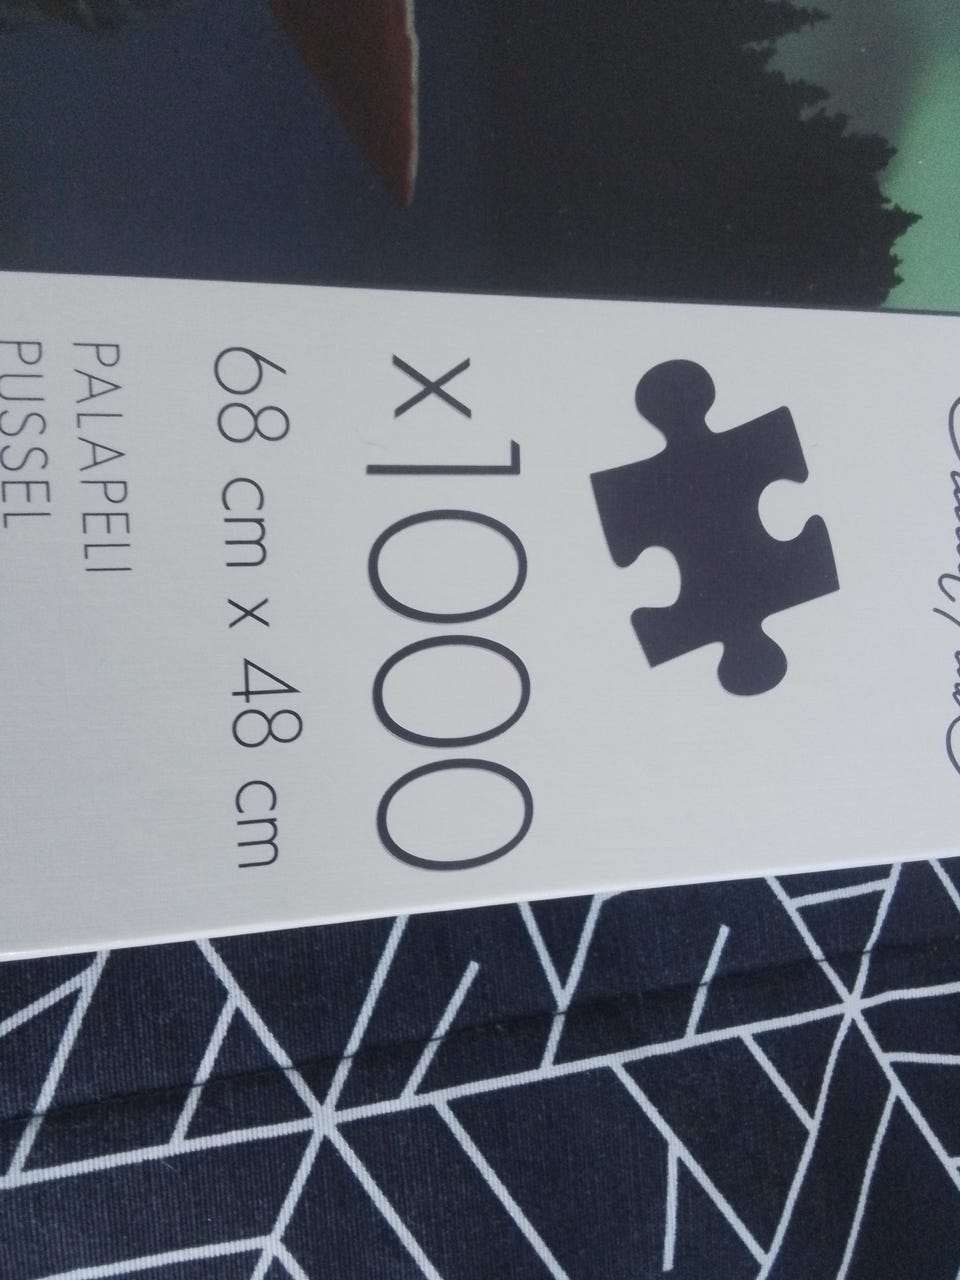 x1000
68 cm x 48 cm
PALAPELI
PUSSEL